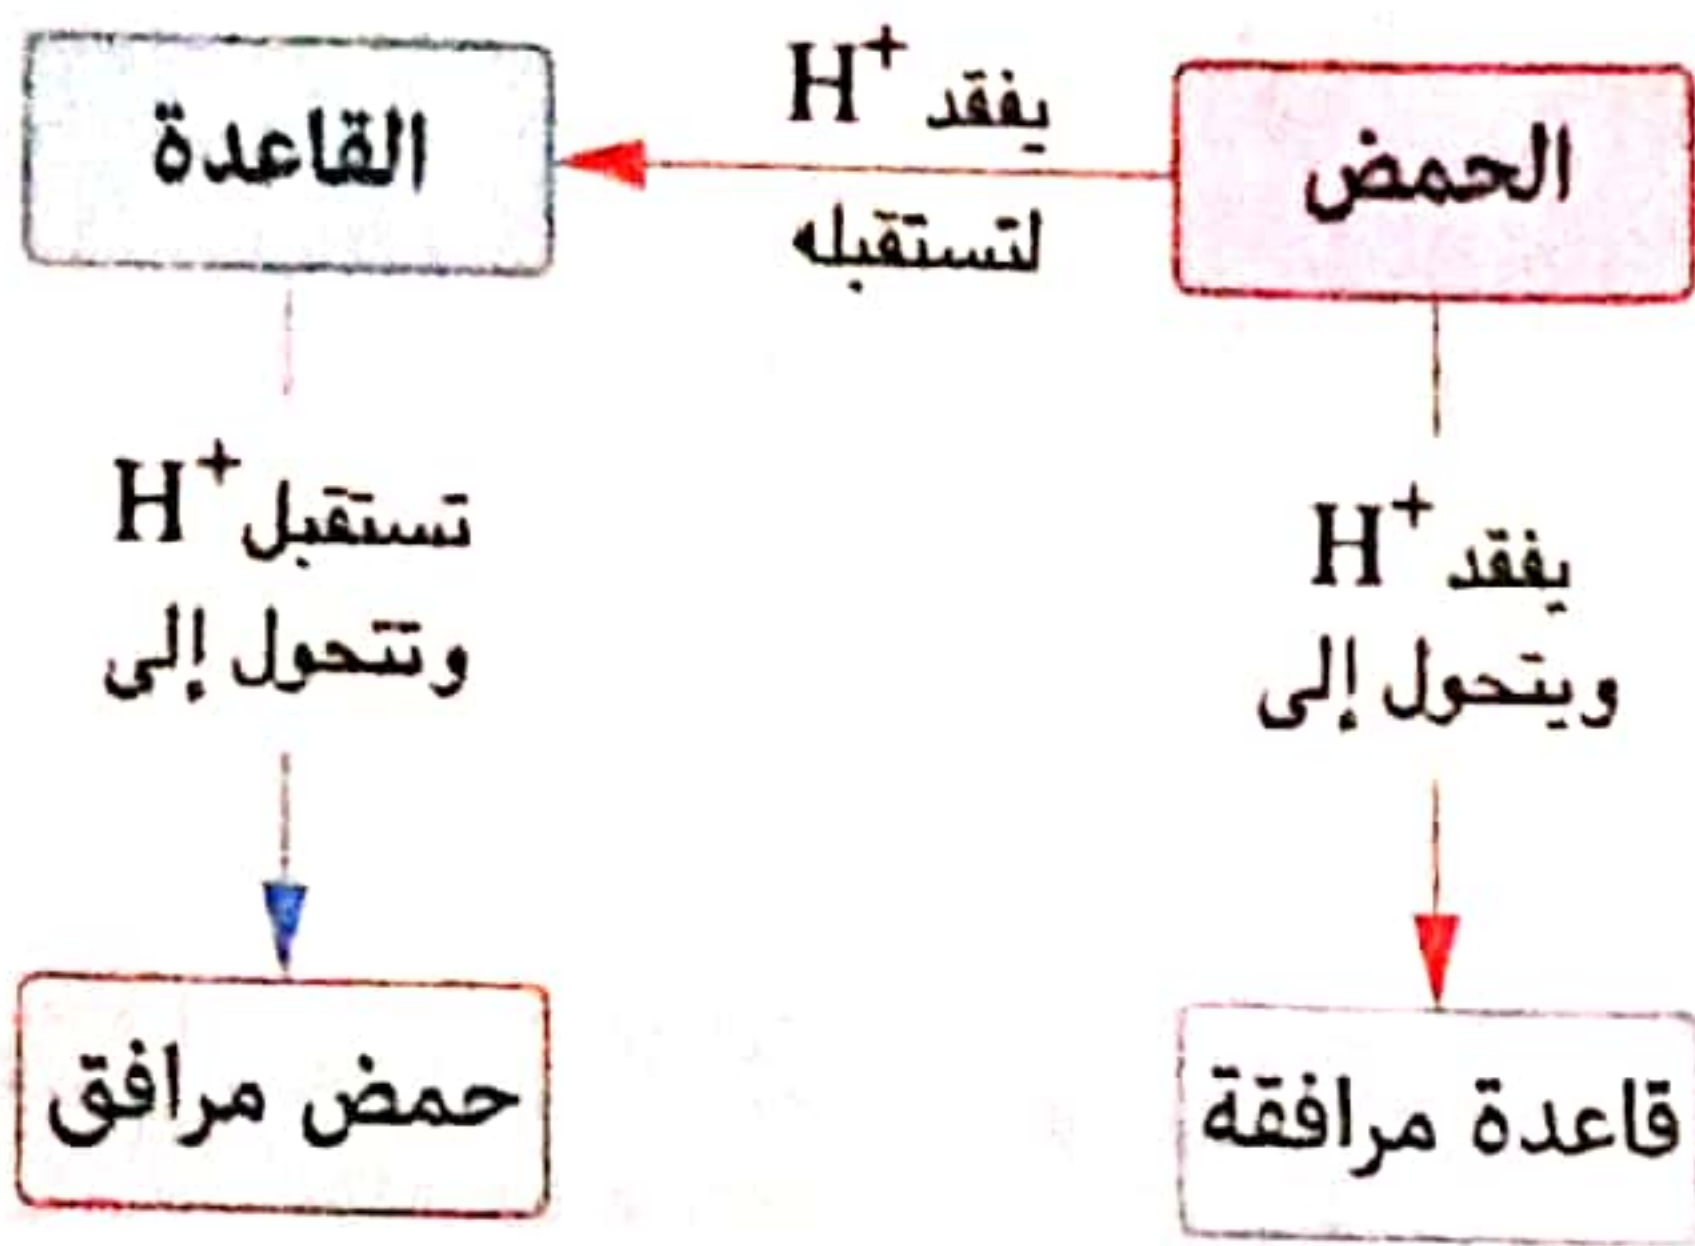 الحمض
يفقد H⁺
لتستقبله
القاعدة
يفقد H⁺
ويتحول إلى
تستقبل H⁺
وتتحول إلى
قاعدة مرافقة
حمض مرافق